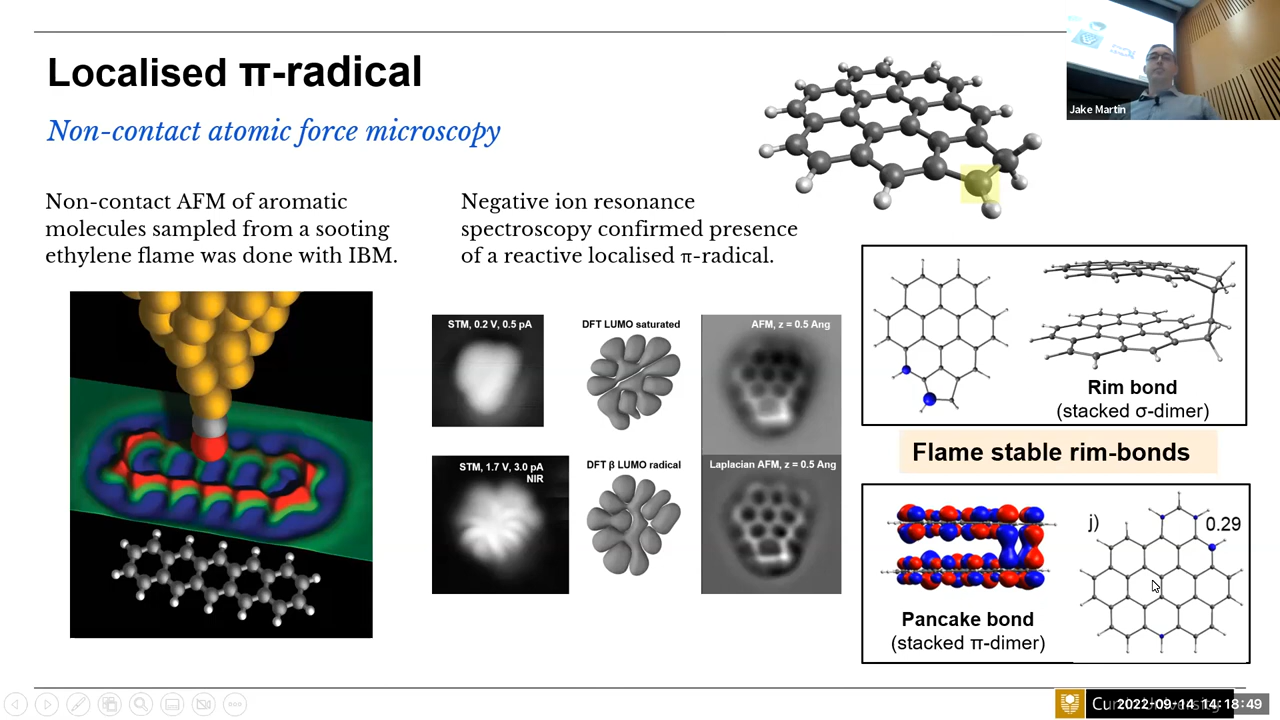 Localised π-radical
Non-contact atomic force microscopy
Jake Martin
Non-contact AFM of aromatic
molecules sampled from a sooting
ethylene flame was done with IBM.
Negative ion resonance
spectroscopy confirmed presence
of a reactive localised π-radical.
STM, 0.2 V, 0.5 pA
DFT LUMO saturated
AFM, z = 0.5 Ang
STM, 1.7 V, 3.0 pA
NIR
DFT β LUMO radical
Laplacian AFM, z = 0.5 Ang
Rim bond
(stacked σ-dimer)
Flame stable rim-bonds
j)
0.29
Pancake bond
(stacked π-dimer)
2022-09-14 14:18:49